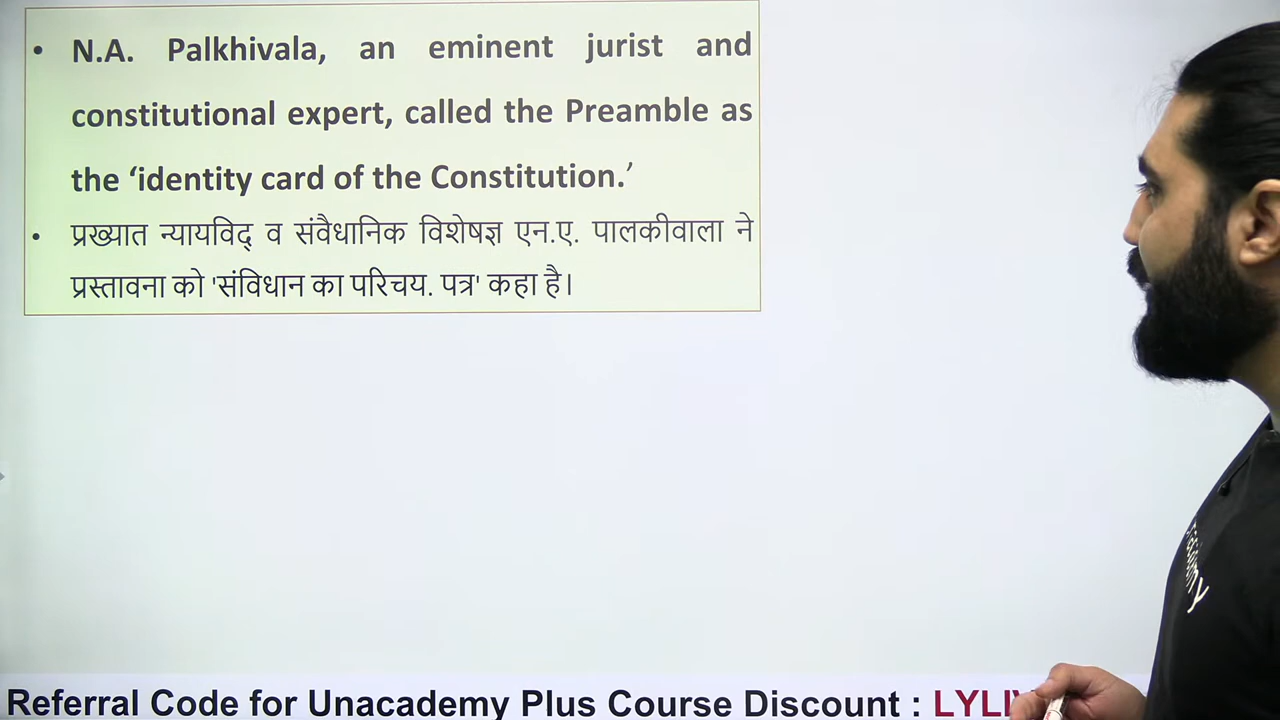 • N.A. Palkhivala, an eminent jurist and
constitutional expert, called the Preamble as
the ‘identity card of the Constitution.’
• प्रख्यात न्यायविद् व संवैधानिक विशेषज्ञ एन.ए. पालकीवाला ने
प्रस्तावना को 'संविधान का परिचय. पत्र' कहा है।
Referral Code for Unacademy Plus Course Discount :